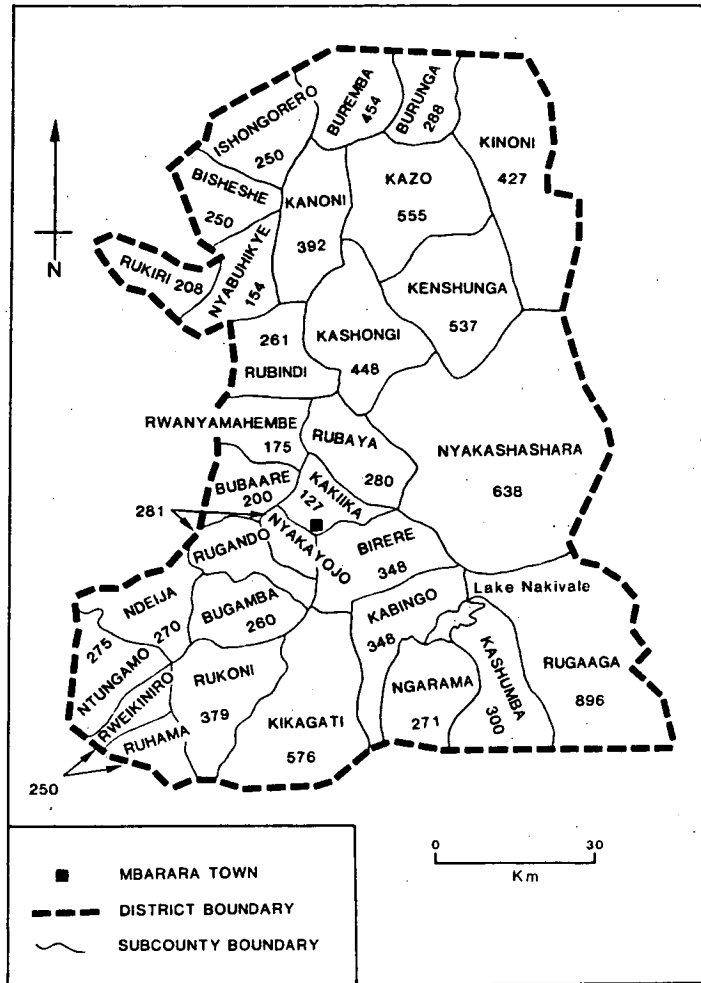 BUREMBA
454
BURUNGA
288
ISHONGORERO
250
KINONI
427
BISHESHE
250
KANONI
392
KAZO
555
N
RUKIRI 208
NYABUHIKYE
154
KENSHUNGA
537
261
RUBINDI
KASHONGI
448
RWANYAMAHEMBE
175
RUBAYA
280
NYAKASHASHARA
638
BUBAARE
200
KAKIIKA
127
281
RUGANDO
NYAKAYOJO
BIRERE
348
Lake Nakivale
NDEIJA
270
BUGAMBA
260
KABINGO
348
275
NTUNGAMO
RWEIKINIRO
RUKONI
379
NGARAMA
271
KASHUMBA
300
RUGAAGA
896
RUHAMA
KIKAGATI
576
250
0 30
Km
MBARARA TOWN
DISTRICT BOUNDARY
SUBCOUNTY BOUNDARY